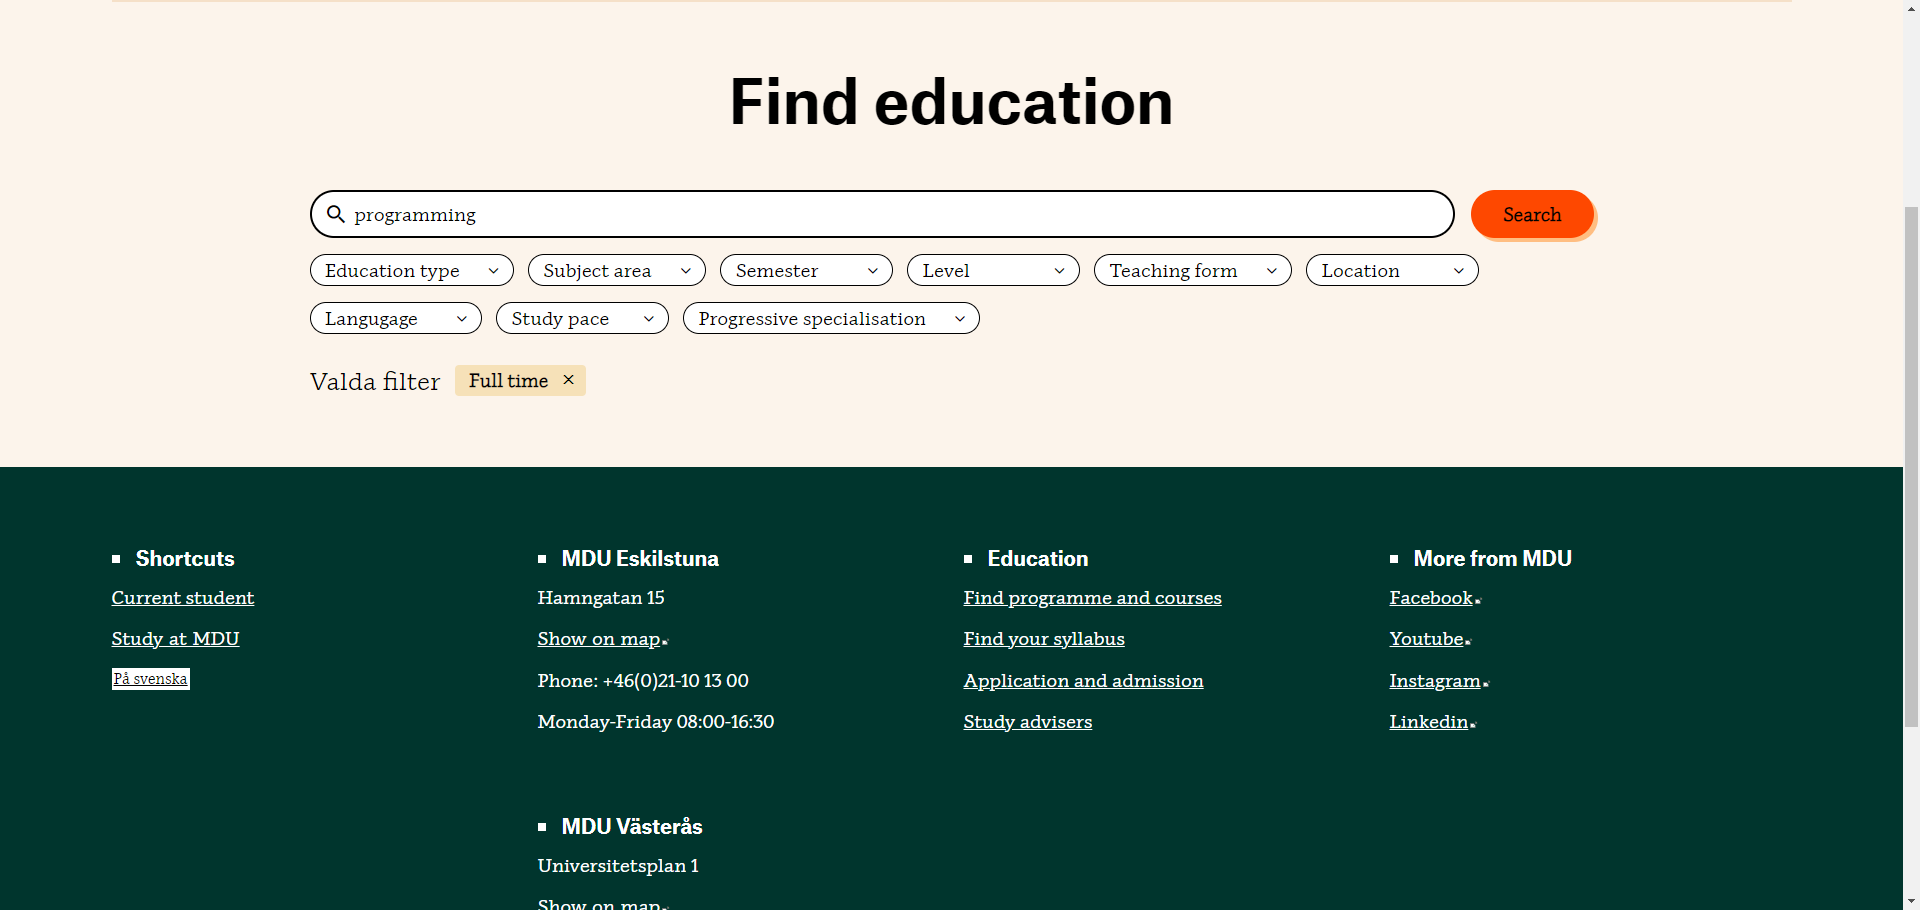 Find education
programming
Search
Education type
Subject area
Semester
Level
Teaching form
Location
Langugage
Study pace
Progressive specialisation
Valda filter
Full time
Shortcuts
Current student
Study at MDU
På svenska
MDU Eskilstuna
Hamngatan 15
Show on map
Phone: +46(0)21-10 13 00
Monday-Friday 08:00-16:30
MDU Västerås
Universitetsplan 1
Show on map
Education
Find programme and courses
Find your syllabus
Application and admission
Study advisers
More from MDU
Facebook
Youtube
Instagram
Linkedin